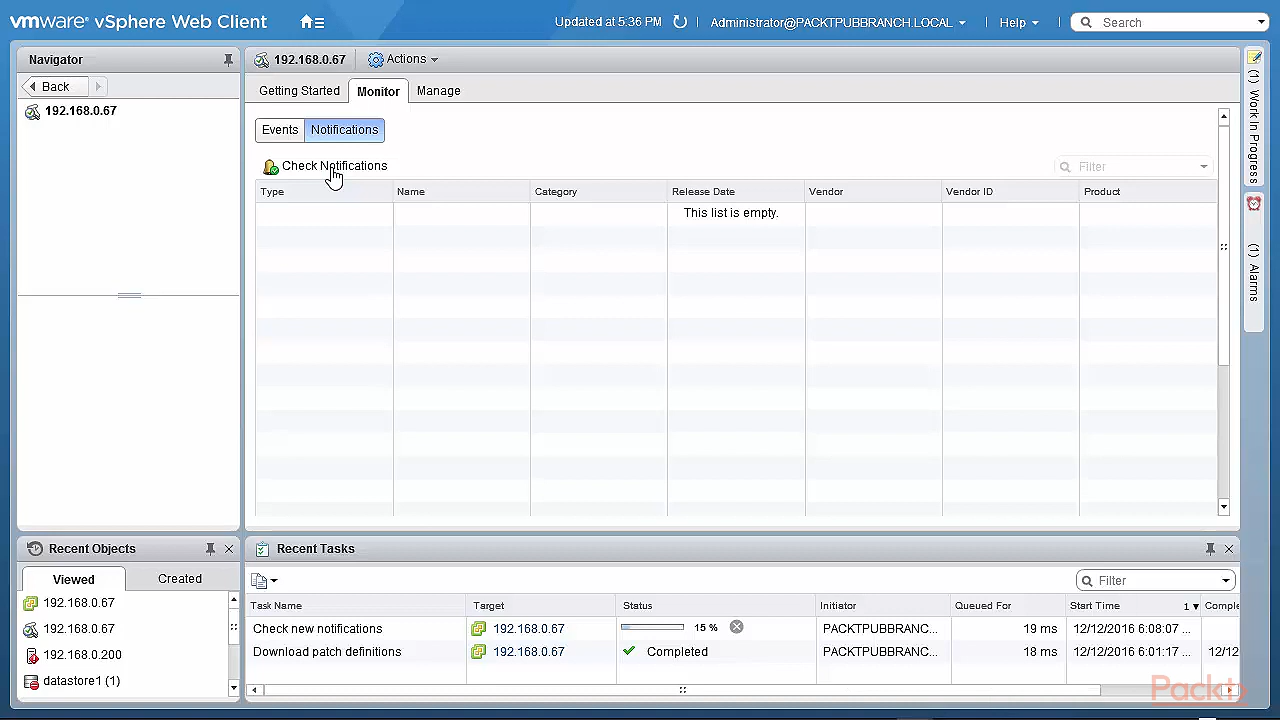 vmware® vSphere Web Client
Updated at 5:36 PM
Administrator@PACKTPUBBRANCH.LOCAL
Help
Search
Navigator
Back
192.168.0.67
192.168.0.67
Actions
Getting Started
Monitor
Manage
Events
Notifications
Check Notifications
Filter
Type
Name
Category
Release Date
Vendor
Vendor ID
Product
This list is empty.
(1) Work In Progress
(1) Alarms
Recent Objects
Viewed
Created
192.168.0.67
192.168.0.67
192.168.0.200
datastore1 (1)
Recent Tasks
Filter
Task Name
Target
Status
Initiator
Queued For
Start Time
1
Comple
Check new notifications
192.168.0.67
15 %
PACKTPUBBRANC...
19 ms
12/12/2016 6:08:07 ...
Download patch definitions
192.168.0.67
Completed
PACKTPUBBRANC...
18 ms
12/12/2016 6:01:17 ...
12/12
Packt